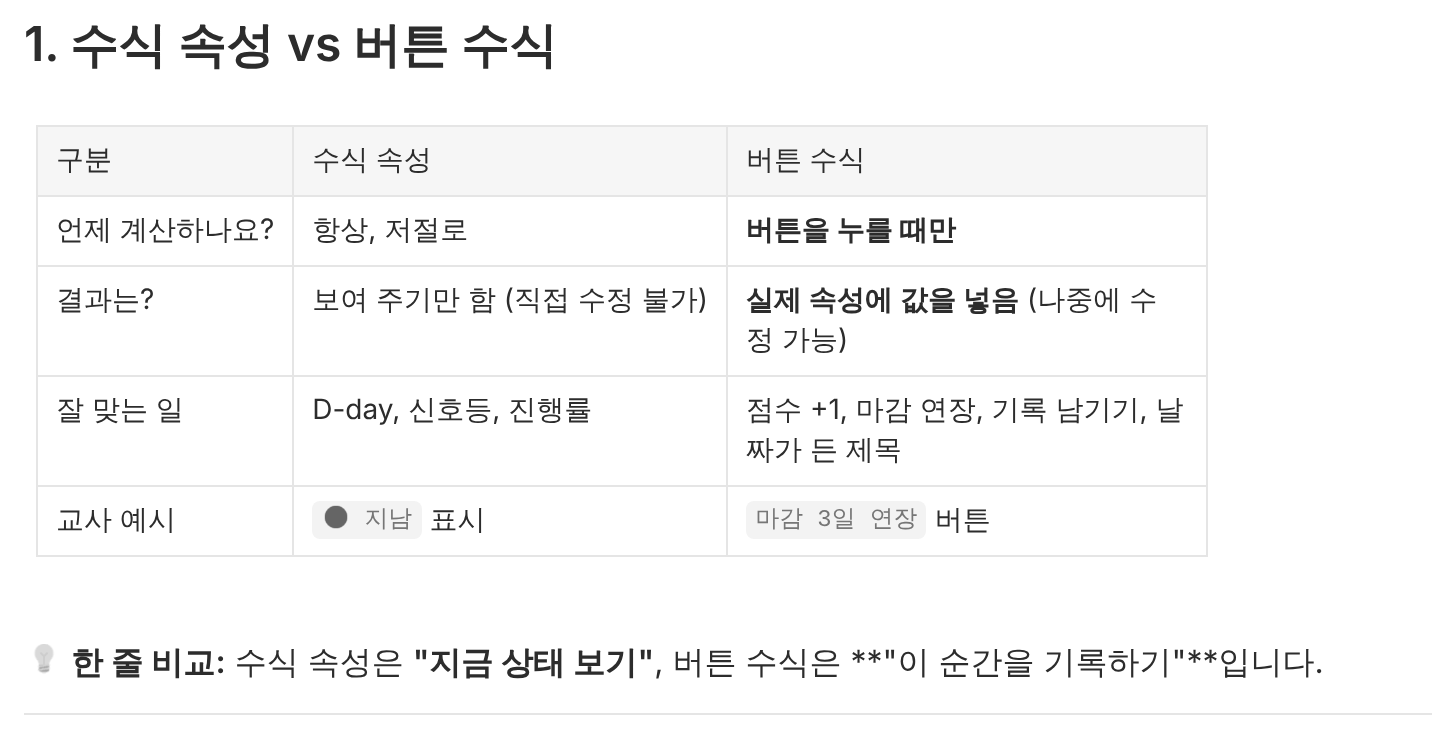 1. 수식 속성 vs 버튼 수식
구분 수식 속성 버튼 수식
언제 계산하나요? 항상, 저절로 버튼을 누를 때만
결과는? 보여 주기만 함 (직접 수정 불가) 실제 속성에 값을 넣음 (나중에 수
정 가능)
잘 맞는 일 D-day, 신호등, 진행률 점수 +1, 마감 연장, 기록 남기기, 날
짜가 든 제목
교사 예시 ● 지남 표시 마감 3일 연장 버튼
💡 한 줄 비교: 수식 속성은 "지금 상태 보기", 버튼 수식은 **"이 순간을 기록하기"**입니다.